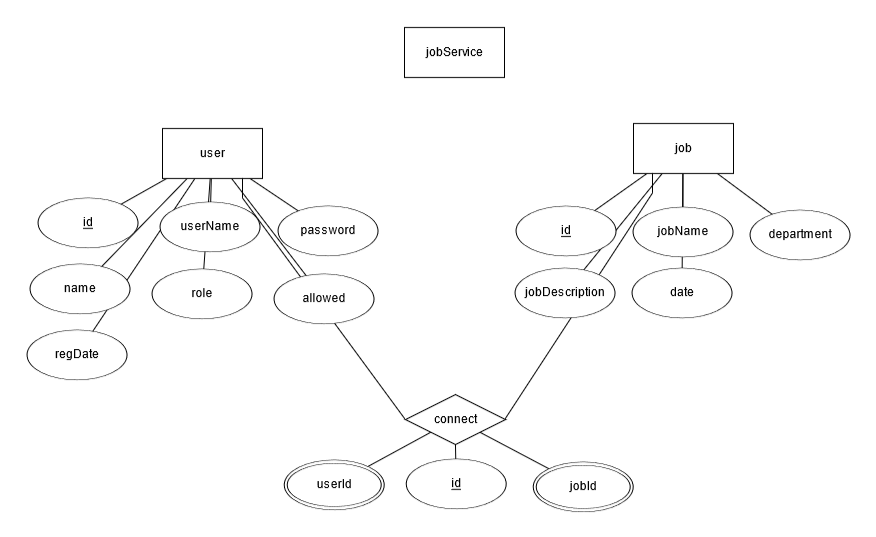 jobService
user
job
id
userName
password
name
role
allowed
regDate
id
jobName
department
jobDescription
date
connect
userId
id
jobId